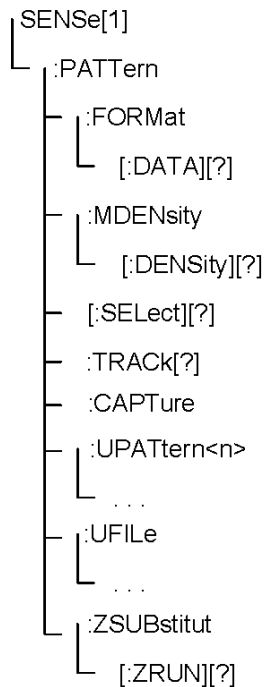 SENSe[1]
:PATTern
:FORMat
[:DATA][?]
:MDENsity
[:DENSity][?]
[:SELect][?]
:TRACk[?]
:CAPTure
:UPATtern<n>
. . .
:UFILe
. . .
:ZSUBstitut
[:ZRUN][?]